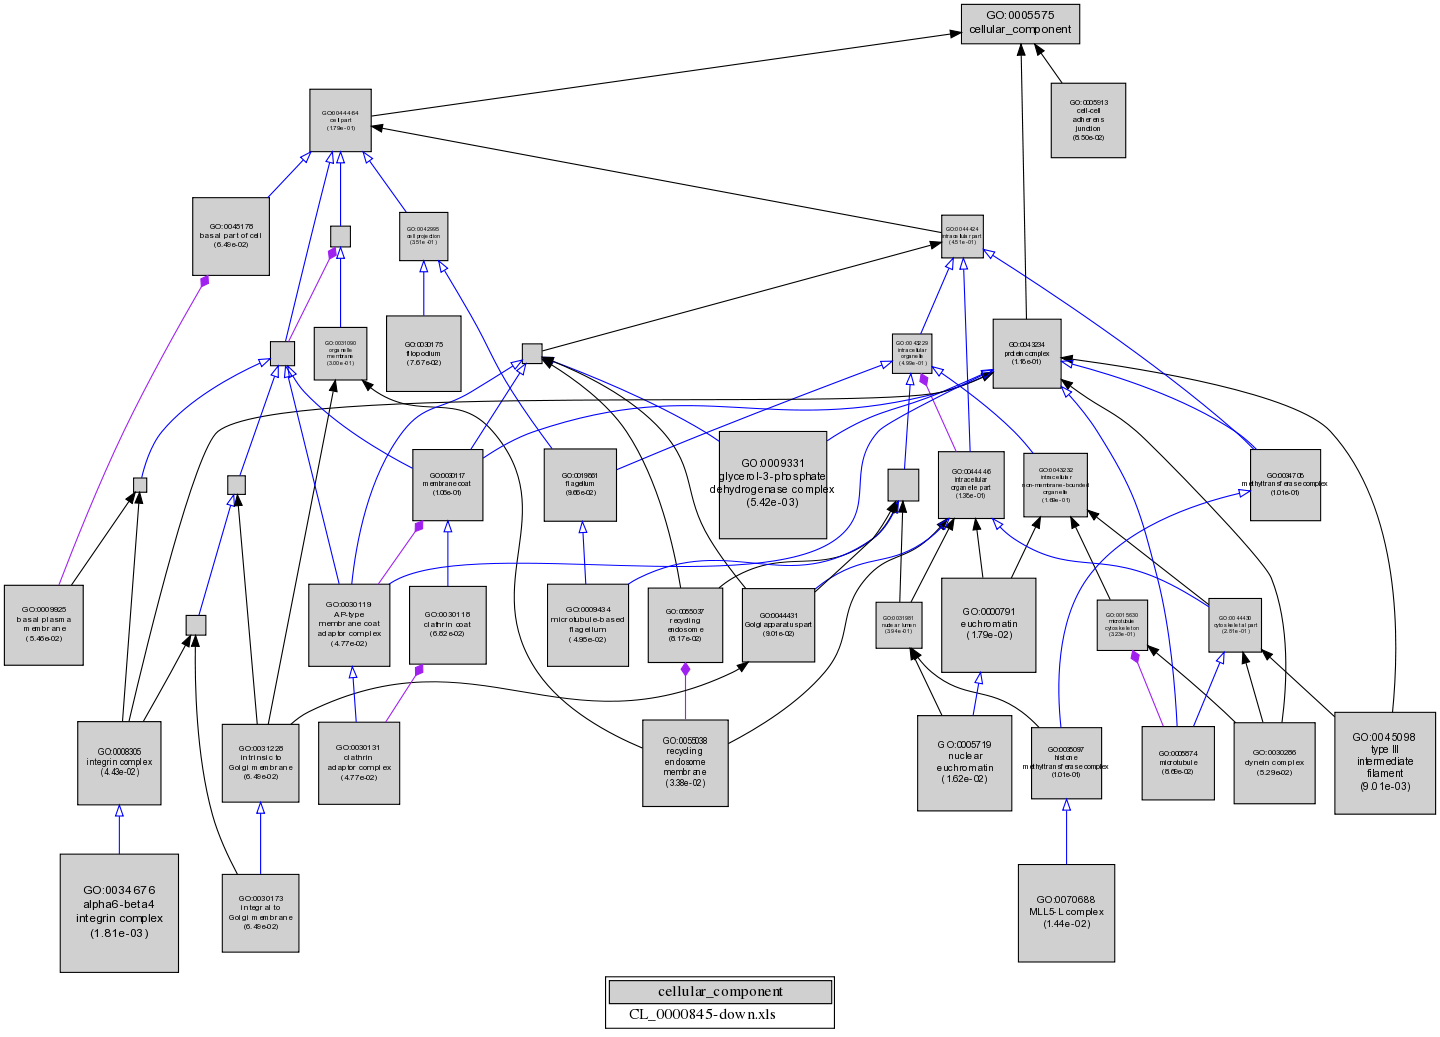 GO:0005575
cellular_component
GO:0044464
cell part
(1.79e-01)
GO:0005913
cell-cell
adherens
junction
(8.50e-02)
GO:0045178
basal part of cell
(6.49e-02)
GO:0042995
cell projection
(3.51e-01)
GO:0044424
intracellular part
(4.51e-01)
GO:0031090
organelle
membrane
(3.00e-01)
GO:0030175
filopodium
(7.67e-02)
GO:0043229
intracellular
organelle
(4.99e-01)
GO:0043234
protein complex
(1.16e-01)
GO:0030117
membrane coat
(1.06e-01)
GO:0019861
flagellum
(9.65e-02)
GO:0009331
glycerol-3-phosphate
dehydrogenase complex
(5.42e-03)
GO:0044446
intracellular
organelle part
(1.36e-01)
GO:0043232
intracellular
non-membrane-bounded
organelle
(1.69e-01)
GO:0034708
methyltransferase complex
(1.01e-01)
GO:0009925
basal plasma
membrane
(5.46e-02)
GO:0030119
AP-type
membrane coat
adaptor complex
(4.77e-02)
GO:0030118
clathrin coat
(6.82e-02)
GO:0009434
microtubule-based
flagellum
(4.95e-02)
GO:0055037
recycling
endosome
(8.17e-02)
GO:0044431
Golgi apparatus part
(9.01e-02)
GO:0031981
nuclear lumen
(3.94e-01)
GO:0000791
euchromatin
(1.79e-02)
GO:0015630
microtubule
cytoskeleton
(3.23e-01)
GO:0044430
cytoskeletal part
(2.81e-01)
GO:0008305
integrin complex
(4.43e-02)
GO:0031228
intrinsic to
Golgi membrane
(6.49e-02)
GO:0030131
clathrin
adaptor complex
(4.77e-02)
GO:0055038
recycling
endosome
membrane
(3.38e-02)
GO:0005719
nuclear
euchromatin
(1.62e-02)
GO:0035097
histone
methyltransferase complex
(1.01e-01)
GO:0005874
microtubule
(8.69e-02)
GO:0030286
dynein complex
(5.29e-02)
GO:0045098
type III
intermediate
filament
(9.01e-03)
GO:0034676
alpha6-beta4
integrin complex
(1.81e-03)
GO:0030173
integral to
Golgi membrane
(6.49e-02)
GO:0070688
MLL5-L complex
(1.44e-02)
cellular_component
CL_0000845-down.xls